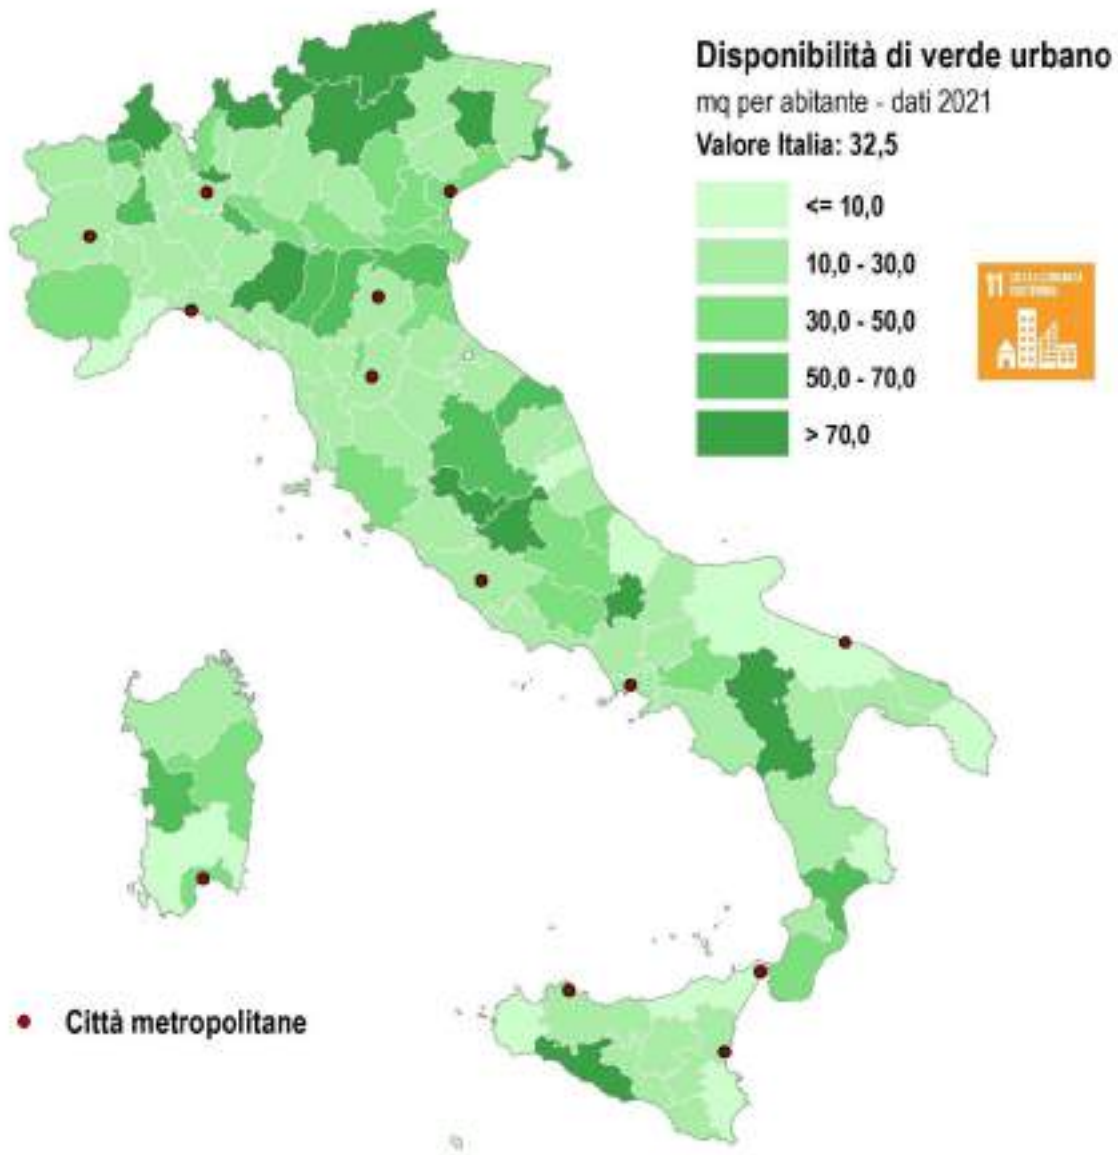 Disponibilità di verde urbano
mq per abitante - dati 2021
Valore Italia: 32,5
<= 10,0
10,0 - 30,0
30,0 - 50,0
50,0 - 70,0
> 70,0
11
Città metropolitane